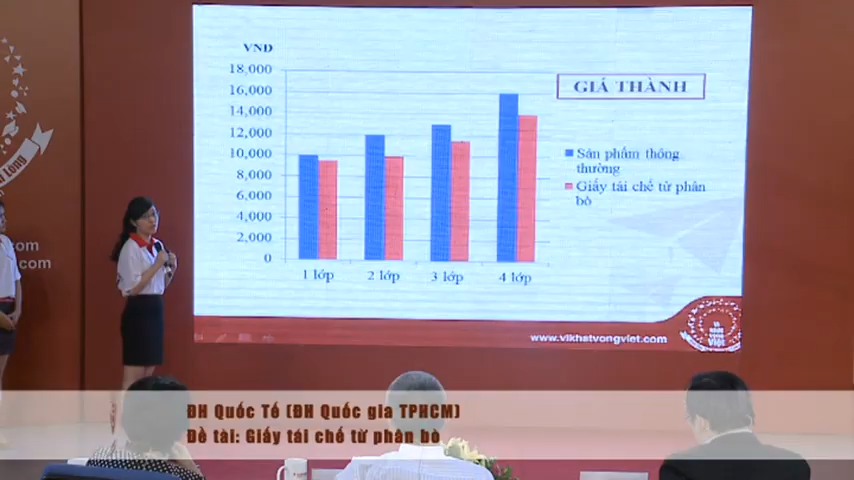 VND
GIÁ THÀNH
18,000
16,000
14,000
12,000
10,000
8,000
6,000
4,000
2,000
0
1 lớp
2 lớp
3 lớp
4 lớp
Sản phẩm thông
thường
Giấy tái chế từ phân
bò
com
.com
www.vikhatvongviet.com
Việt
ĐH Quốc Tế (ĐH Quốc gia TPHCM)
Đề tài: Giấy tái chế từ phân bò